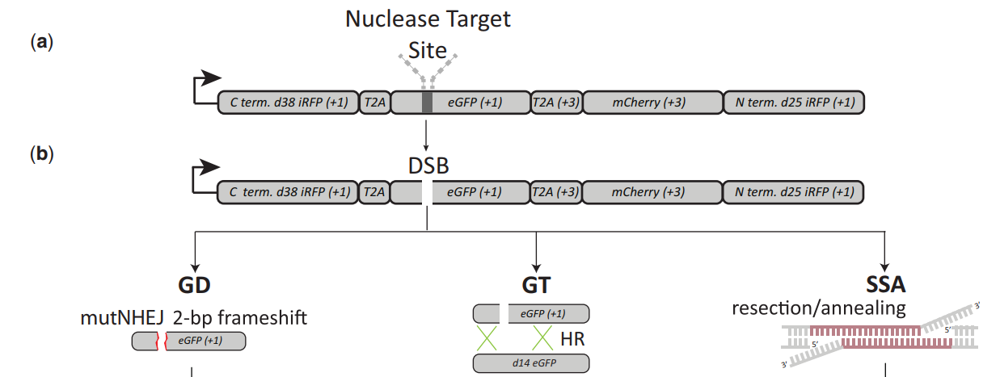 (a)
Nuclease Target
Site
C term. d38 iRFP (+1) T2A eGFP (+1) T2A (+3) mCherry (+3) N term. d25 iRFP (+1)
(b)
DSB
C term. d38 iRFP (+1) T2A eGFP (+1) T2A (+3) mCherry (+3) N term. d25 iRFP (+1)
GD GT SSA
mutNHEJ 2-bp frameshift
eGFP (+1)
eGFP (+1)
HR
d14 eGFP
resection/annealing
3'
5'
5'
3'